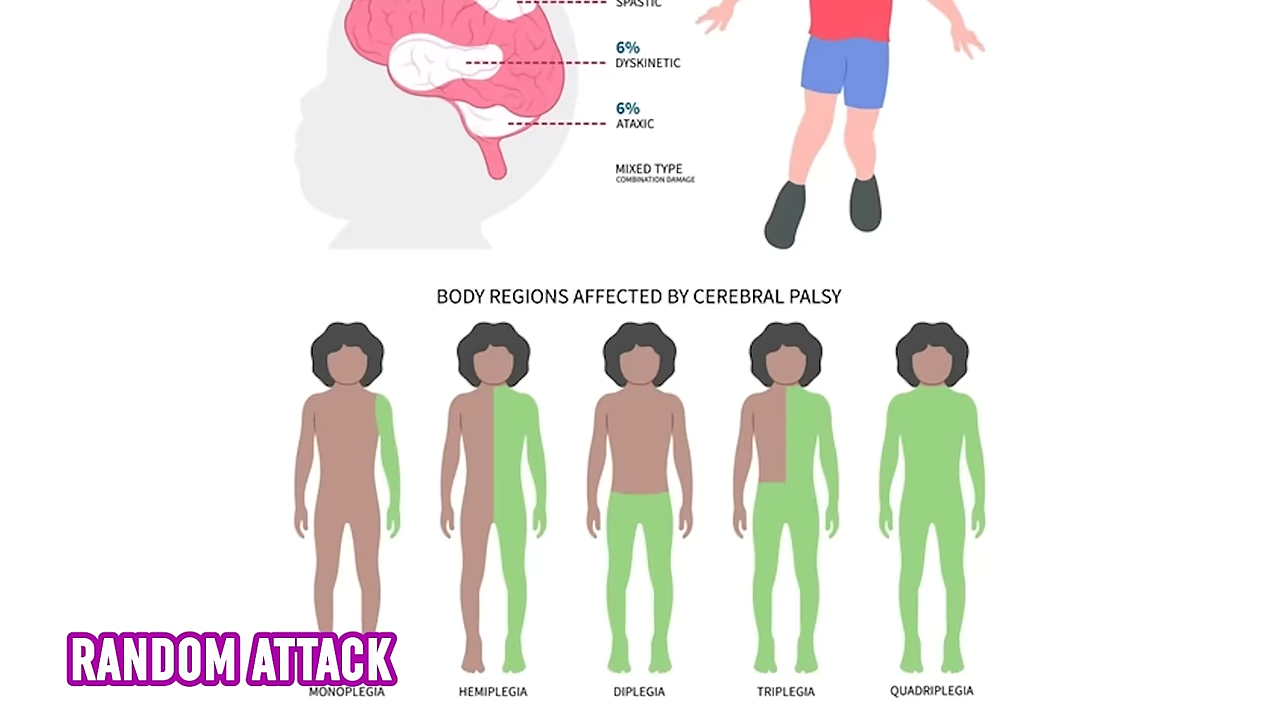 SPASTIC
6%
DYSKINETIC
6%
ATAXIC
MIXED TYPE
COMBINATION DAMAGE
BODY REGIONS AFFECTED BY CEREBRAL PALSY
RANDOM ATTACK
MONOPLEGIA HEMIPLEGIA DIPLEGIA TRIPLEGIA QUADRIPLEGIA